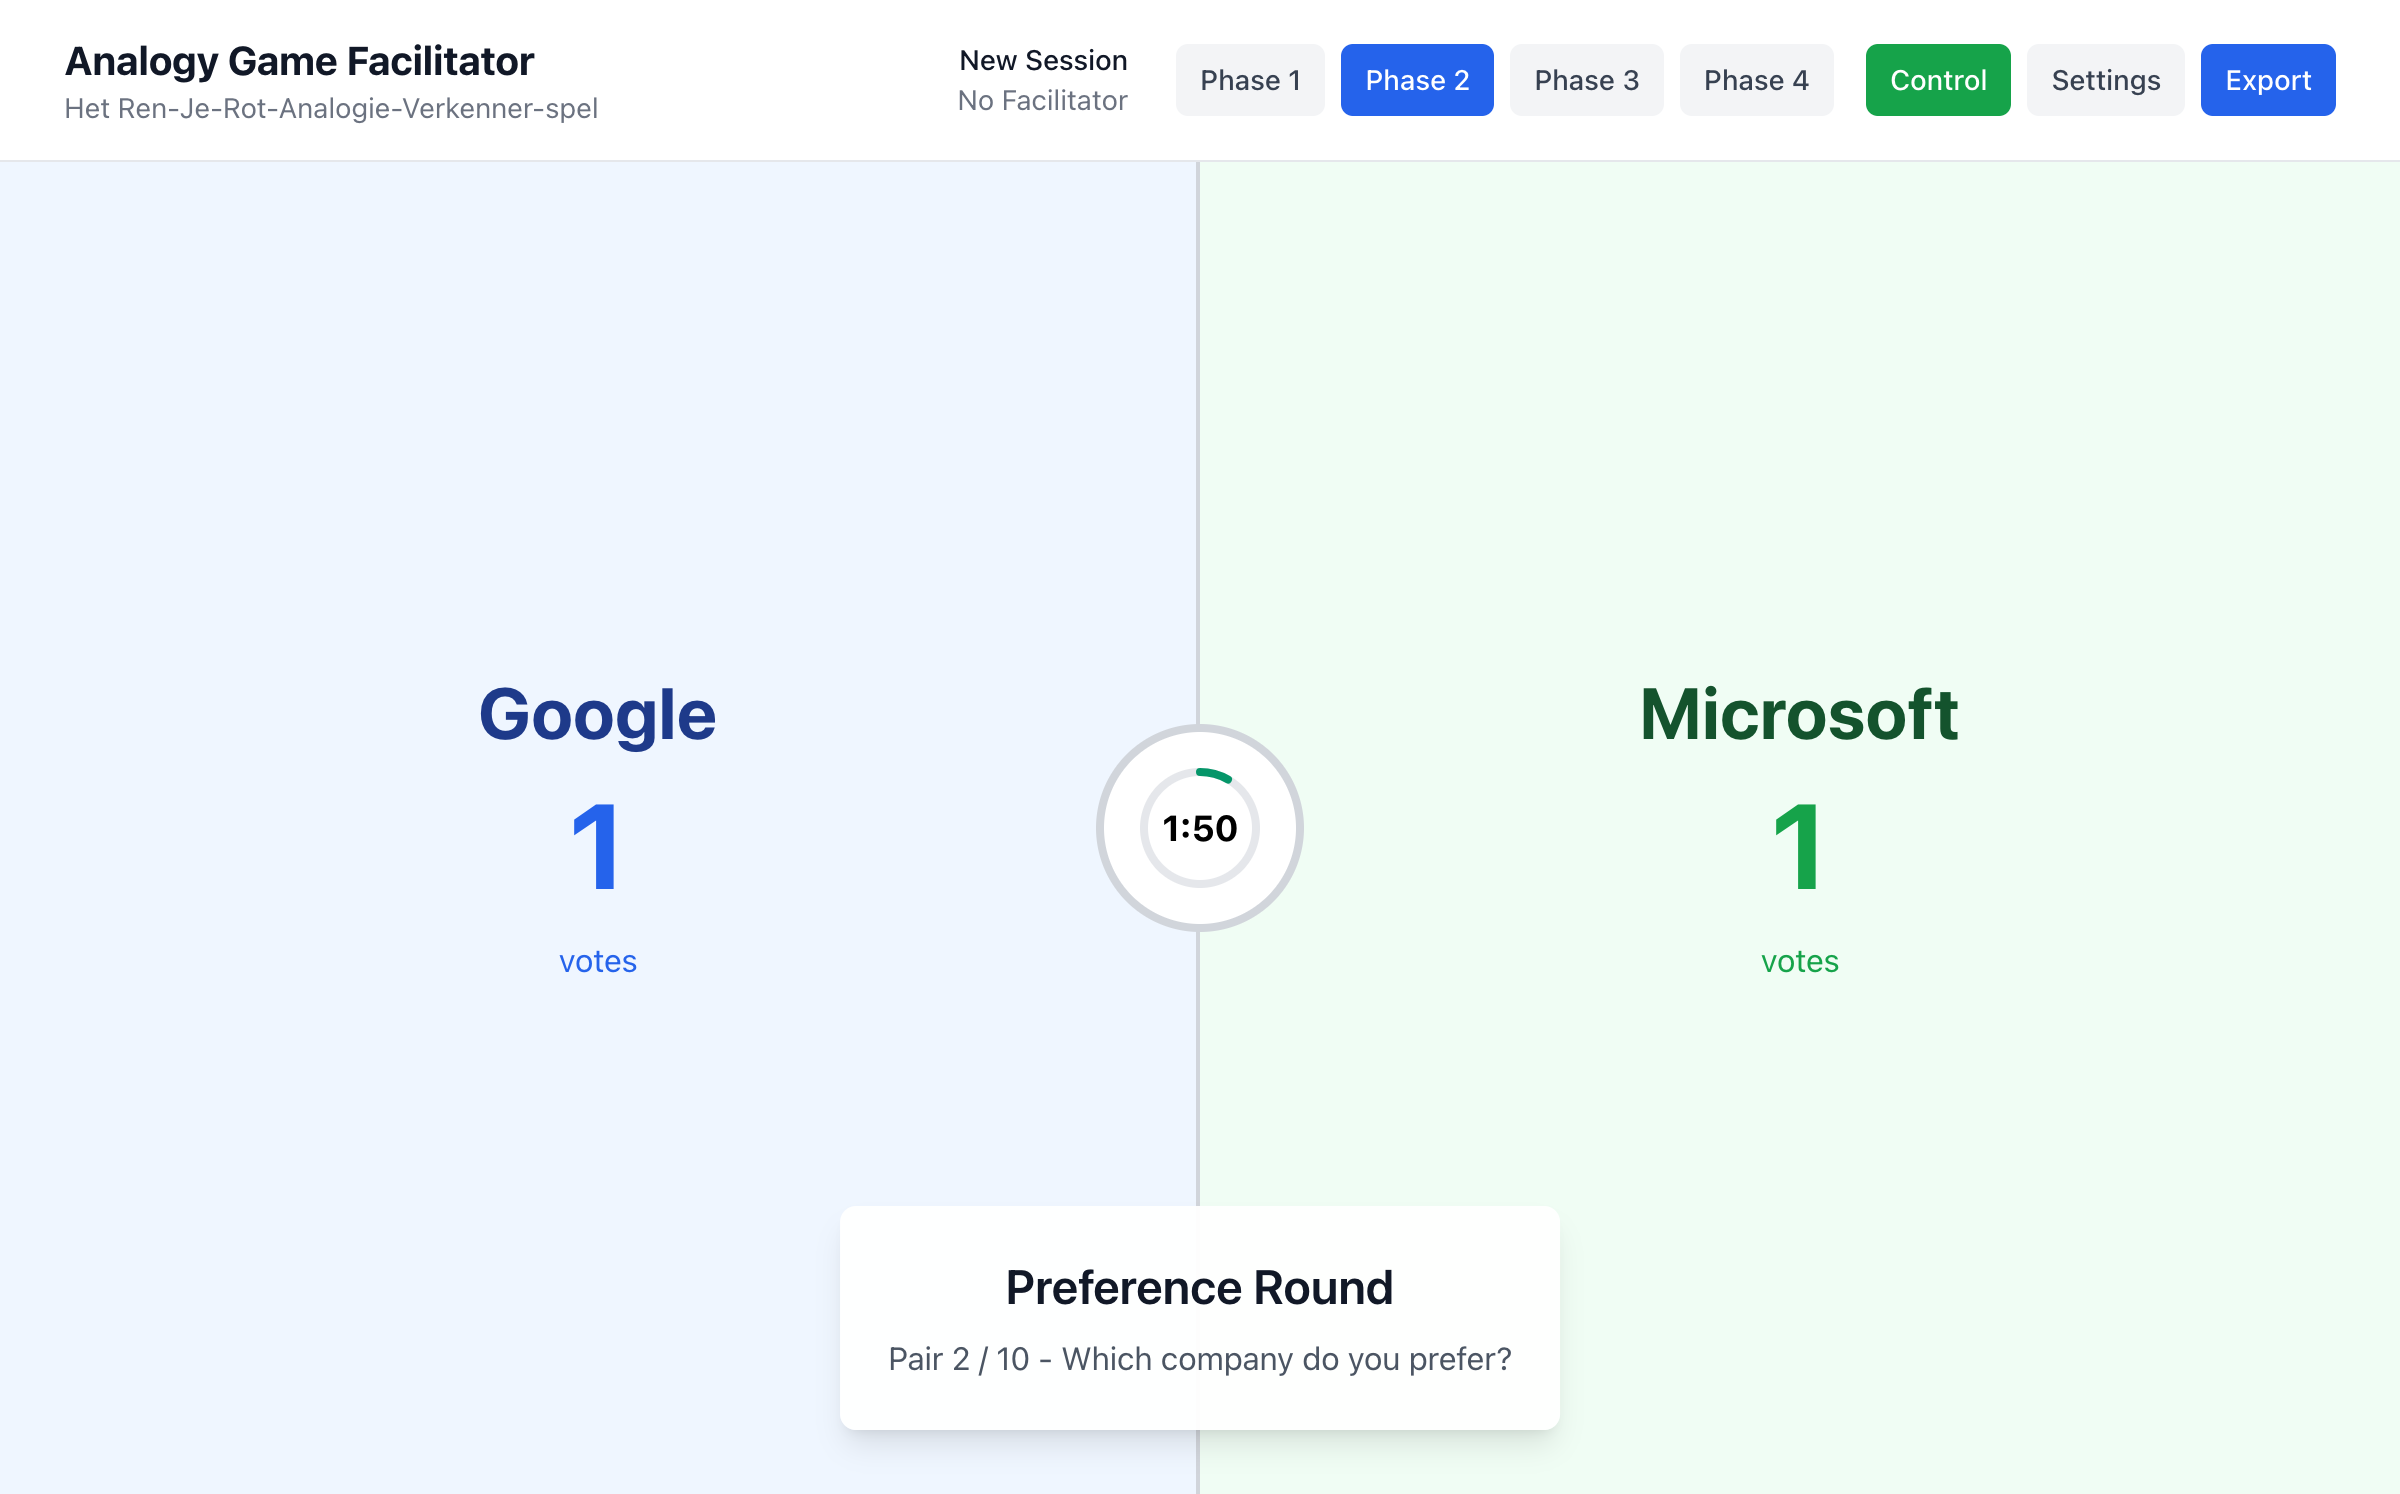 Analogy Game Facilitator
Het Ren-Je-Rot-Analogie-Verkenner-spel
New Session
No Facilitator
Phase 1
Phase 2
Phase 3
Phase 4
Control
Settings
Export
Google
1
votes
1:50
Microsoft
1
votes
Preference Round
Pair 2 / 10 - Which company do you prefer?